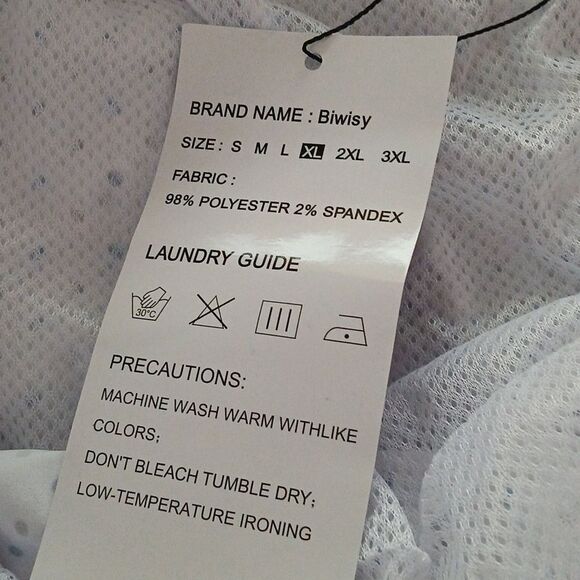 BRAND NAME : Biwisy
SIZE : S M L XL 2XL 3XL
FABRIC :
98% POLYESTER 2% SPANDEX
LAUNDRY GUIDE
30°C
PRECAUTIONS:
MACHINE WASH WARM WITHLIKE
COLORS;
DON'T BLEACH TUMBLE DRY;
LOW-TEMPERATURE IRONING